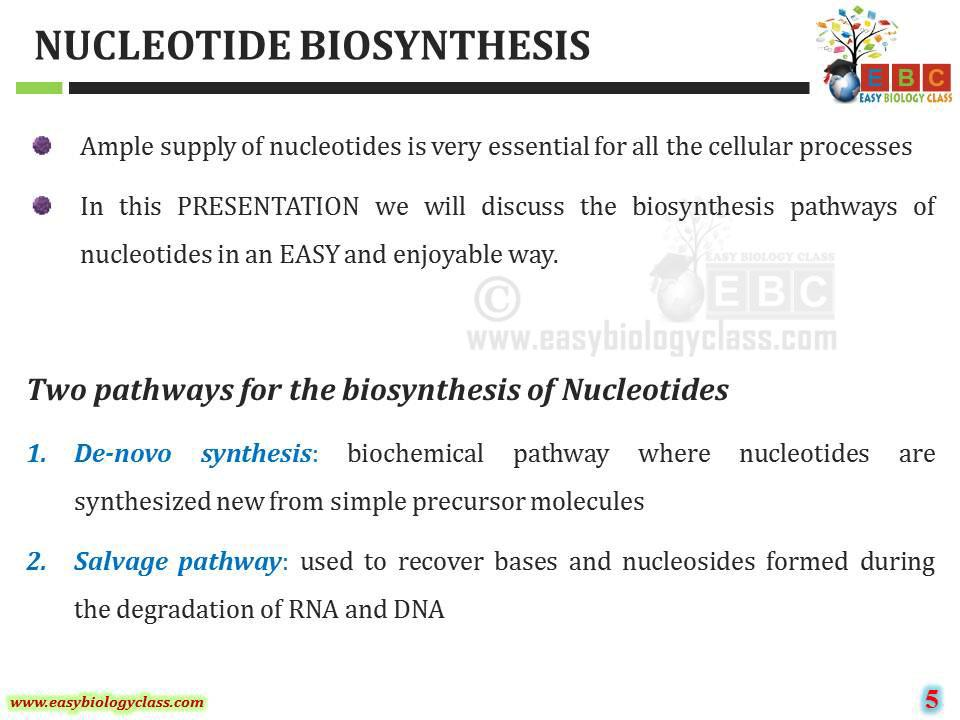 NUCLEOTIDE BIOSYNTHESIS
E B C
EASY BIOLOGY CLASS
Ample supply of nucleotides is very essential for all the cellular processes
In this PRESENTATION we will discuss the biosynthesis pathways of
nucleotides in an EASY and enjoyable way.
EASY BIOLOGY CLASS
© E B C
www.easybiologyclass.com
Two pathways for the biosynthesis of Nucleotides
1. De-novo synthesis: biochemical pathway where nucleotides are
synthesized new from simple precursor molecules
2. Salvage pathway: used to recover bases and nucleosides formed during
the degradation of RNA and DNA
www.easybiologyclass.com
5